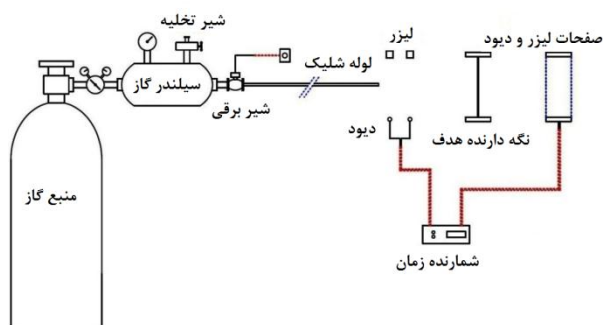 شیر تخلیه
لیزر
صفحات لیزر و دیود
لوله شلیک
سیلندر گاز
شیر برقی
دیود
نگه دارنده هدف
منبع گاز
شمارنده زمان